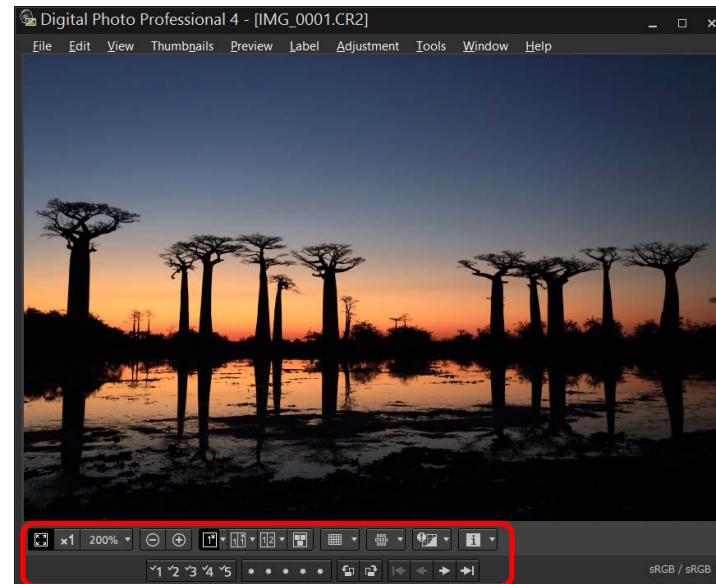 Digital Photo Professional 4 - [IMG_0001.CR2]
File Edit View Thumbnails Preview Label Adjustment Tools Window Help
x1 200%
1 2 3 4 5
sRGB / sRGB